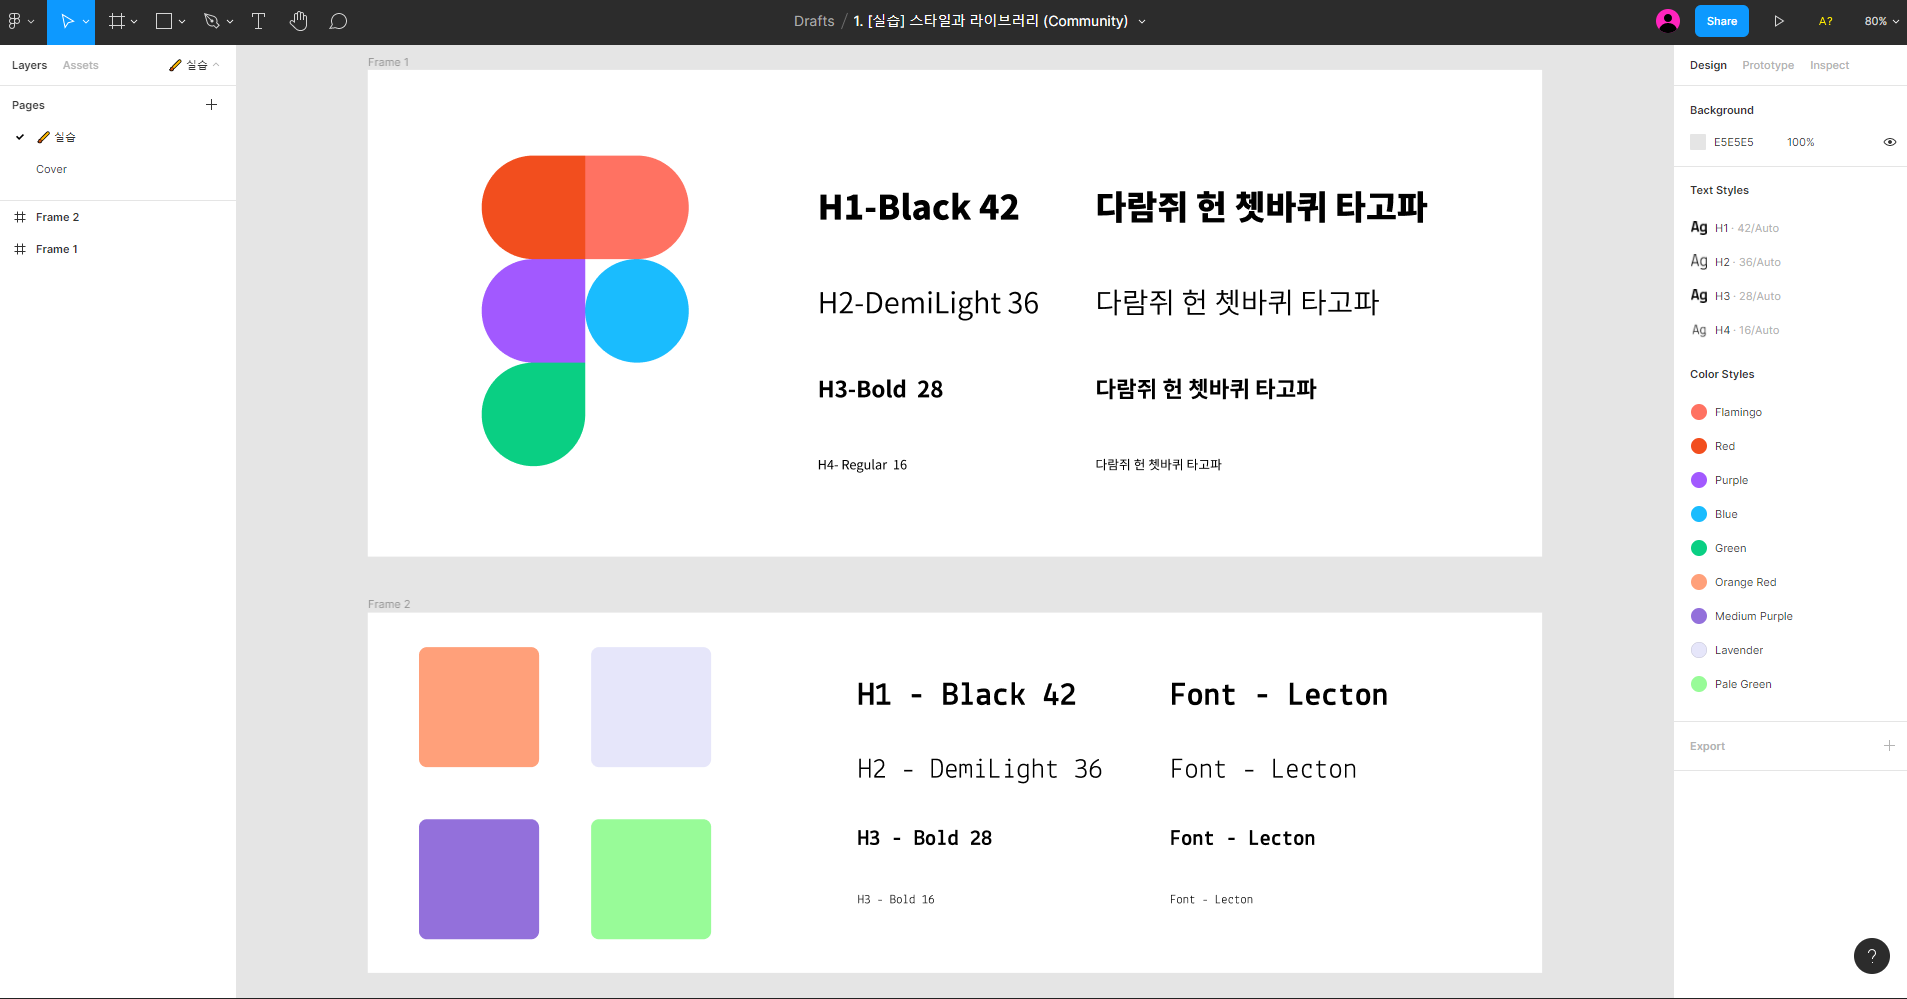 Drafts / 1. [실습] 스타일과 라이브러리 (Community)
Share
A?
80%
Layers
Assets
실습
Pages
실습
Cover
Frame 2
Frame 1
Frame 1
H1-Black 42
다람쥐 헌 쳇바퀴 타고파
H2-DemiLight 36
다람쥐 헌 쳇바퀴 타고파
H3-Bold 28
다람쥐 헌 쳇바퀴 타고파
H4- Regular 16
다람쥐 헌 쳇바퀴 타고파
Frame 2
H1 - Black 42
Font - Lecton
H2 - DemiLight 36
Font - Lecton
H3 - Bold 28
Font - Lecton
H3 - Bold 16
Font - Lecton
Design
Prototype
Inspect
Background
E5E5E5
100%
Text Styles
Ag H1 · 42/Auto
Ag H2 · 36/Auto
Ag H3 · 28/Auto
Ag H4 · 16/Auto
Color Styles
Flamingo
Red
Purple
Blue
Green
Orange Red
Medium Purple
Lavender
Pale Green
Export
?